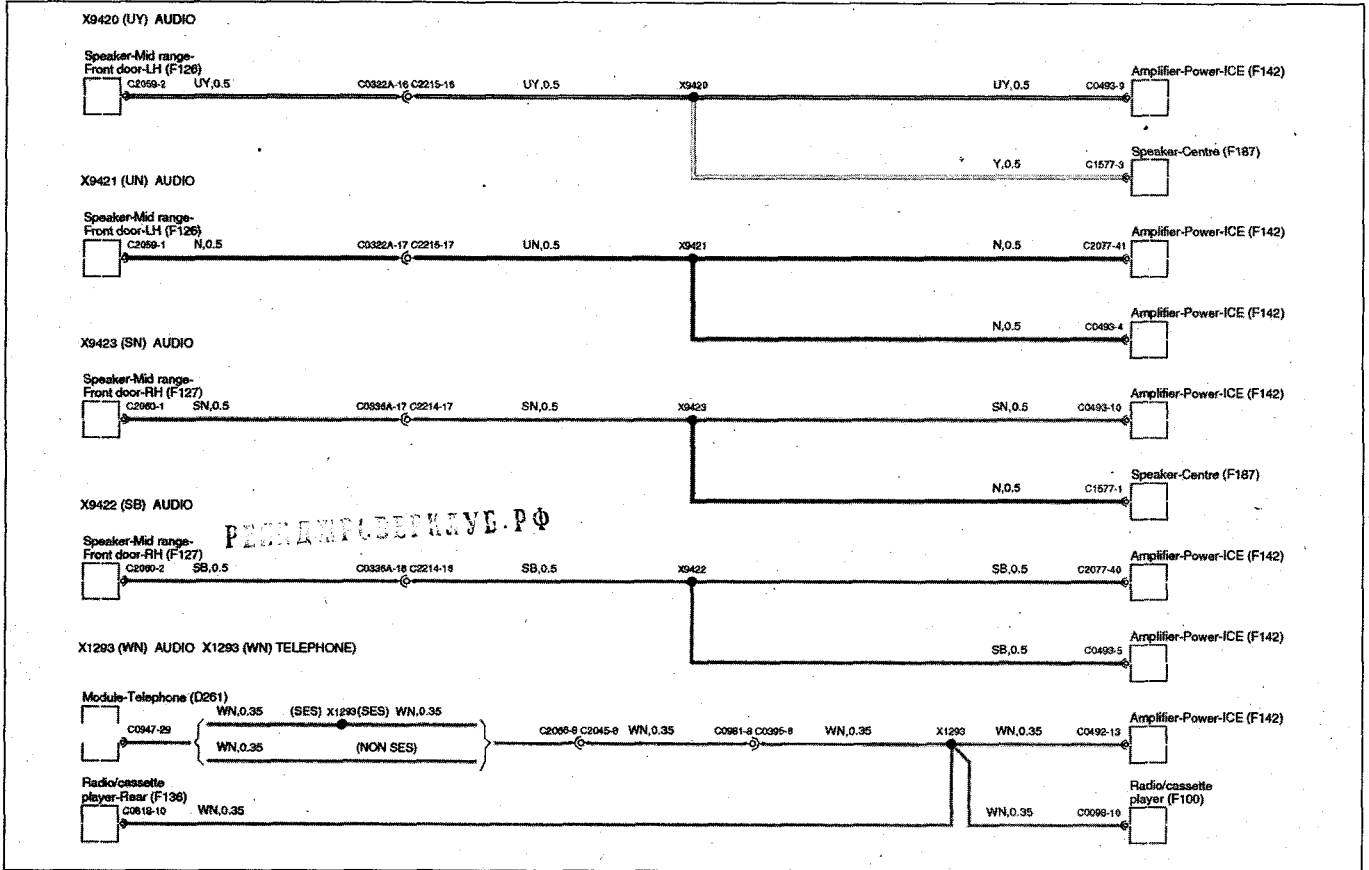 X9420 (UY) AUDIO
Speaker-Mid range-
Front door-LH (F126)
C2059-2 UY,0.5 C0322A-16 C2215-16 UY,0.5 X9420 UY,0.5 C0493-9 Amplifier-Power-ICE (F142)
Y,0.5 C1577-3 Speaker-Centre (F187)
X9421 (UN) AUDIO
Speaker-Mid range-
Front door-LH (F126)
C2059-1 N,0.5 C0322A-17 C2215-17 UN,0.5 X9421 N,0.5 C2077-41 Amplifier-Power-ICE (F142)
N,0.5 C0493-4 Amplifier-Power-ICE (F142)
X9423 (SN) AUDIO
Speaker-Mid range-
Front door-RH (F127)
C2060-1 SN,0.5 C0336A-17 C2214-17 SN,0.5 X9423 SN,0.5 C0493-10 Amplifier-Power-ICE (F142)
N,0.5 C1577-1 Speaker-Centre (F187)
X9422 (SB) AUDIO
Speaker-Mid range-
Front door-RH (F127)
C2060-2 SB,0.5 C0336A-16 C2214-16 SB,0.5 X9422 SB,0.5 C2077-40 Amplifier-Power-ICE (F142)
SB,0.5 C0493-5 Amplifier-Power-ICE (F142)
X1293 (WN) AUDIO X1293 (WN) TELEPHONE)
Module-Telephone (D261)
WN,0.35 (SES) X1293(SES) WN,0.35
C0947-29 C2066-8 C2045-8 WN,0.35 C0981-8 C0395-8 WN,0.35 X1293 WN,0.35 C0492-13 Amplifier-Power-ICE (F142)
WN,0.35 (NON SES)
Radio/cassette
player-Rear (F136)
C0618-10 WN,0.35
Radio/cassette
player (F100)
WN,0.35 C0098-10